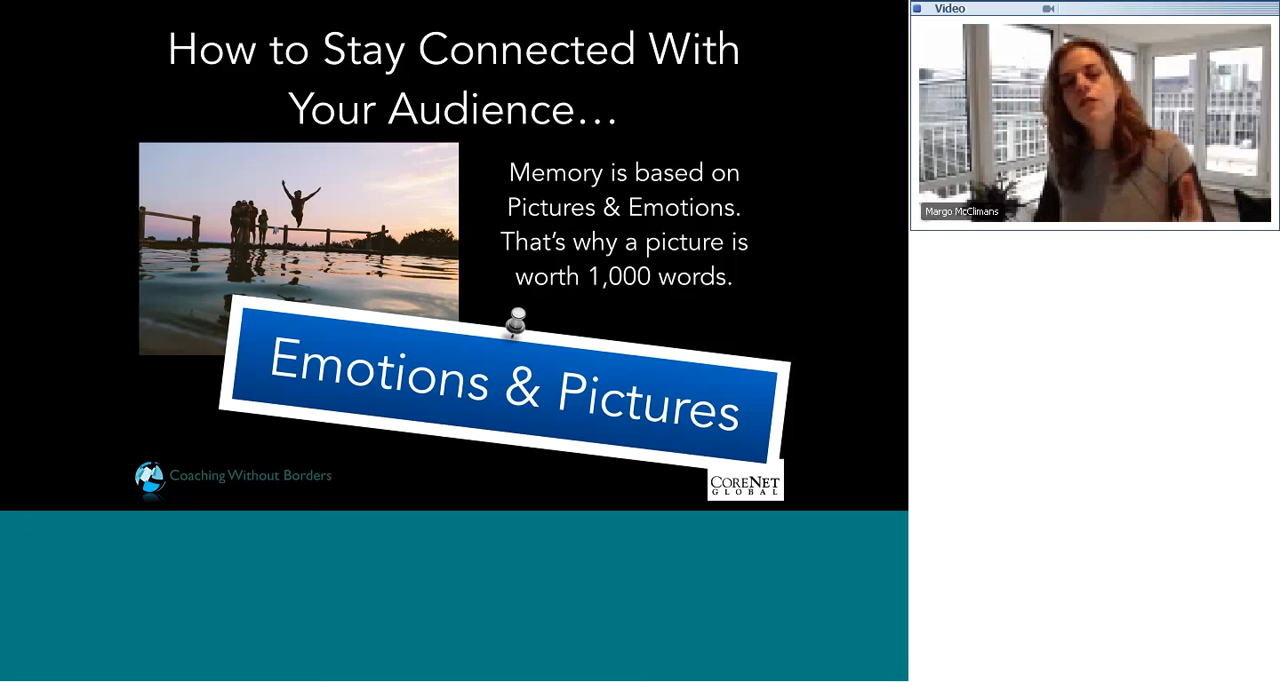 How to Stay Connected With
Your Audience…
Memory is based on
Pictures & Emotions.
That’s why a picture is
worth 1,000 words.
Emotions & Pictures
Coaching Without Borders
CORENET
GLOBAL
Video
Margo McClimans